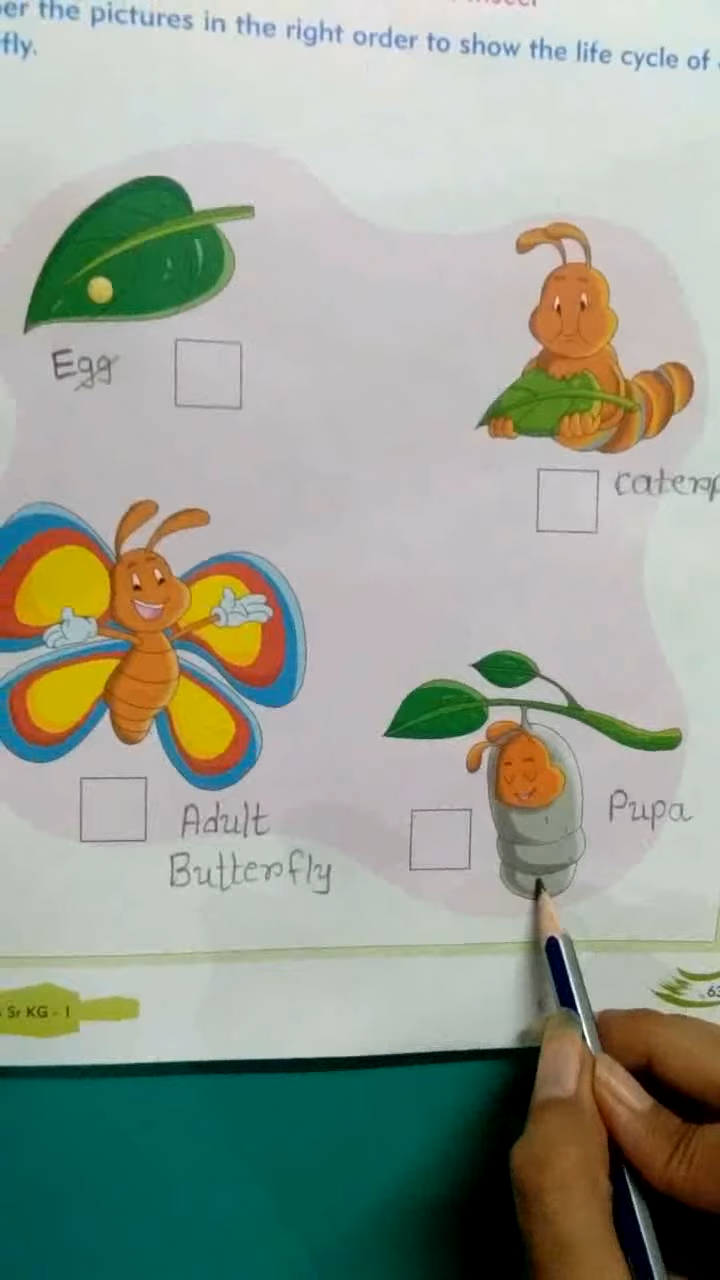 er the pictures in the right order to show the life cycle of
fly.
Egg
caterp
Adult
Butterfly
Pupa
Sr KG - 1
63